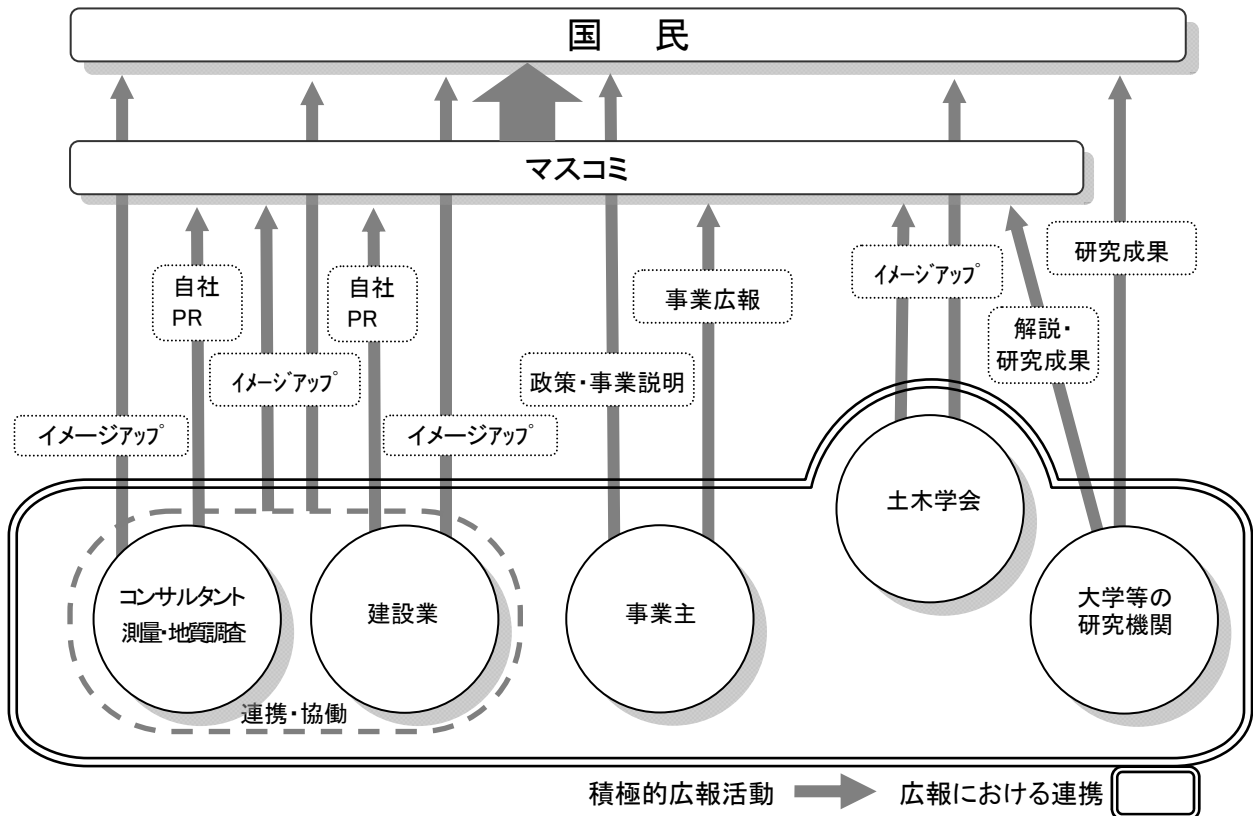 国 民
マスコミ
自社
PR
自社
PR
イメージアップ
事業広報
イメージアップ
研究成果
解説・
研究成果
政策・事業説明
イメージアップ
イメージアップ
土木学会
コンサルタント
測量・地質調査
建設業
事業主
大学等の
研究機関
連携・協働
積極的広報活動
広報における連携